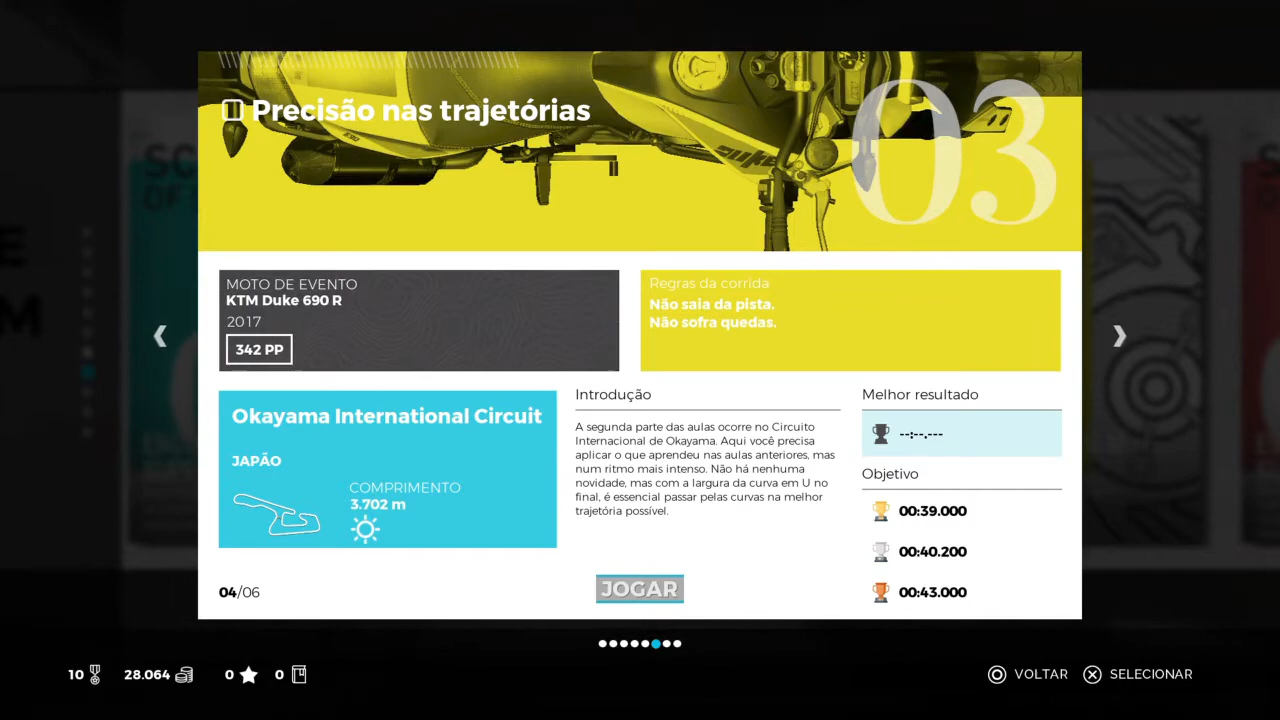 Precisão nas trajetórias
03
Duke
MOTO DE EVENTO
KTM Duke 690 R
2017
342 PP
Regras da corrida
Não saia da pista.
Não sofra quedas.
Okayama International Circuit
JAPÃO
COMPRIMENTO
3.702 m
Introdução
A segunda parte das aulas ocorre no Circuito
Internacional de Okayama. Aqui você precisa
aplicar o que aprendeu nas aulas anteriores, mas
num ritmo mais intenso. Não há nenhuma
novidade, mas com a largura da curva em U no
final, é essencial passar pelas curvas na melhor
trajetória possível.
Melhor resultado
--:--.---
Objetivo
00:39.000
00:40.200
00:43.000
04/06
JOGAR
10
28.064
0
0
VOLTAR
SELECIONAR